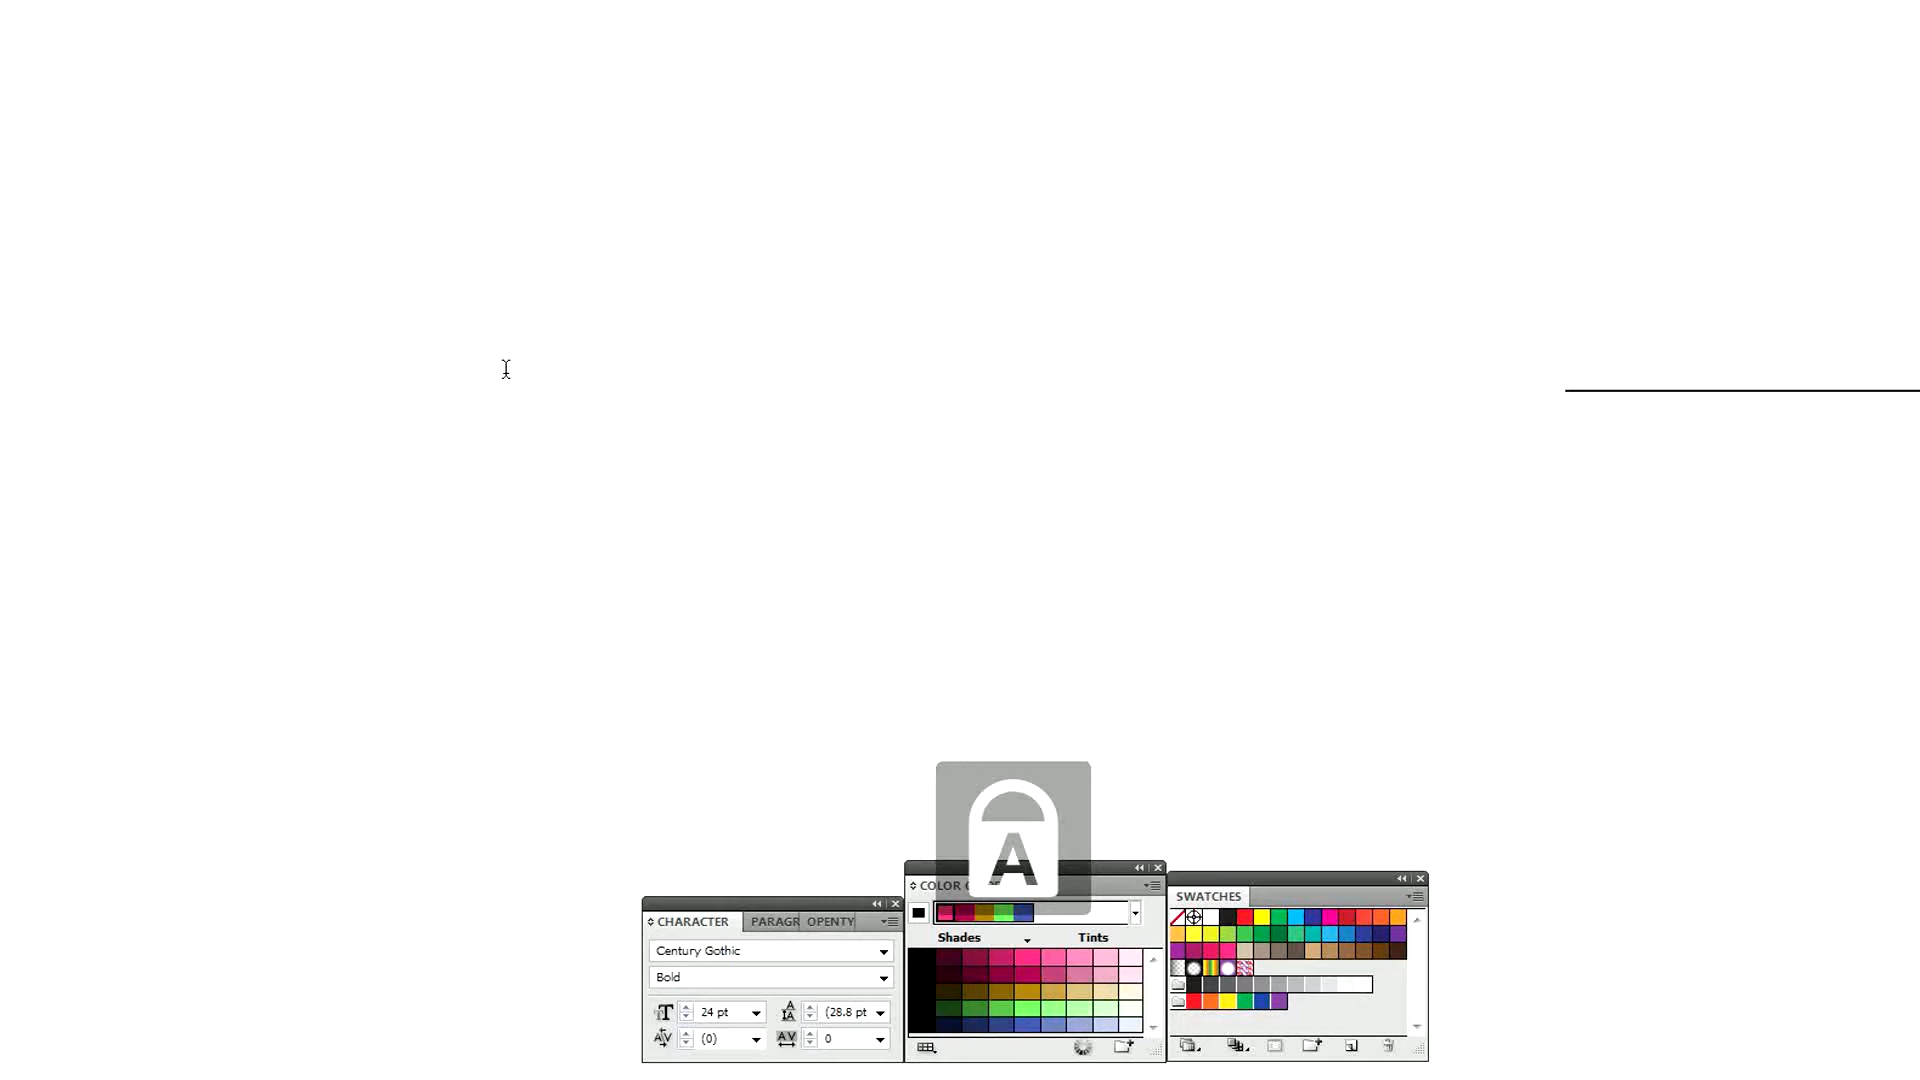 CHARACTER PARAGR OPENTY
Century Gothic
Bold
24 pt (28.8 pt
(0) 0
A
COLOR
Shades Tints
SWATCHES